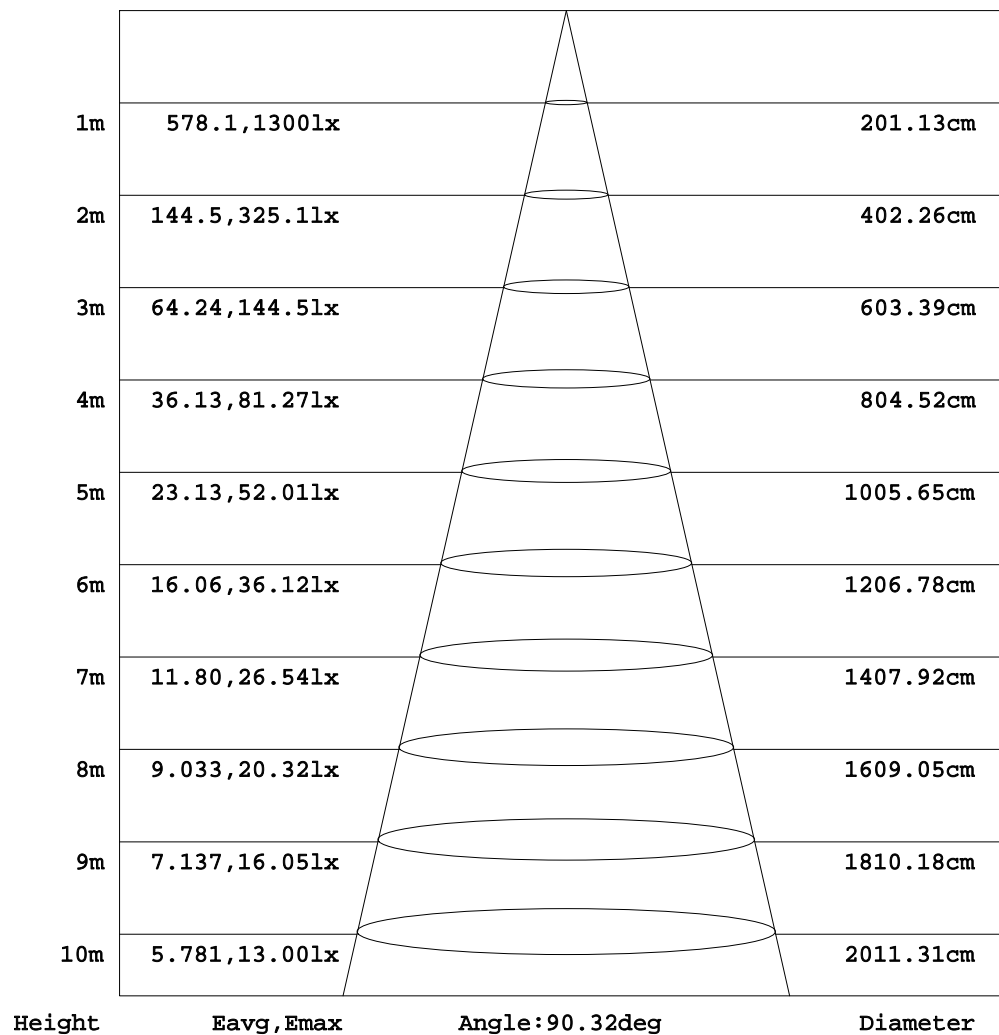 1m 578.1,1300lx 201.13cm
2m 144.5,325.1lx 402.26cm
3m 64.24,144.5lx 603.39cm
4m 36.13,81.27lx 804.52cm
5m 23.13,52.01lx 1005.65cm
6m 16.06,36.12lx 1206.78cm
7m 11.80,26.54lx 1407.92cm
8m 9.033,20.32lx 1609.05cm
9m 7.137,16.05lx 1810.18cm
10m 5.781,13.00lx 2011.31cm
Height Eavg,Emax Angle:90.32deg Diameter